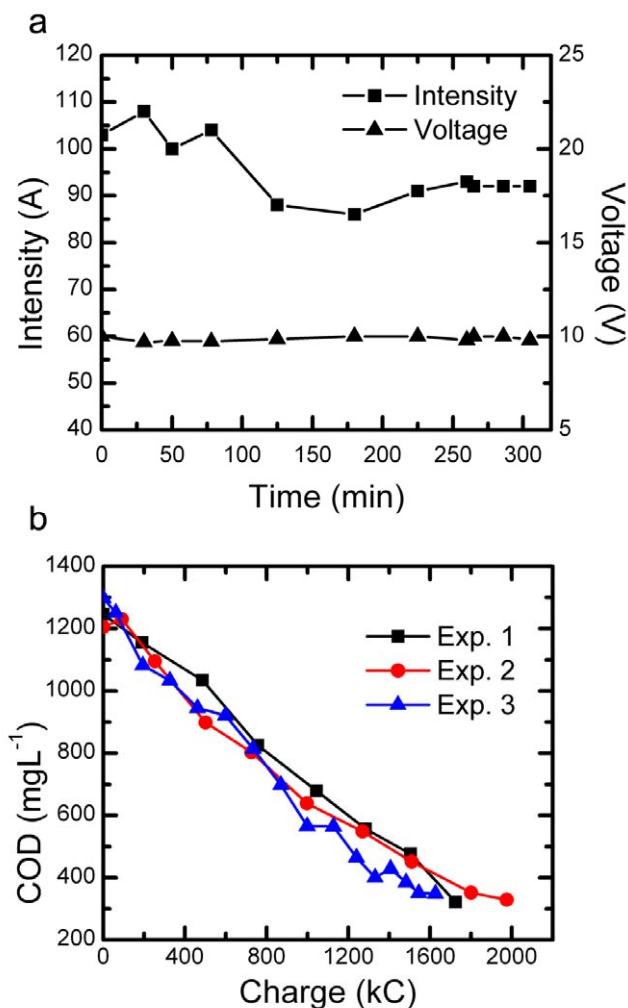 a
120
110
100
90
80
70
60
50
40
25
20
15
10
5
0 50 100 150 200 250 300
Intensity (A)
Voltage (V)
Time (min)
Intensity
Voltage
b
1400
1200
1000
800
600
400
200
0 400 800 1200 1600 2000
COD (mgL⁻¹)
Charge (kC)
Exp. 1
Exp. 2
Exp. 3